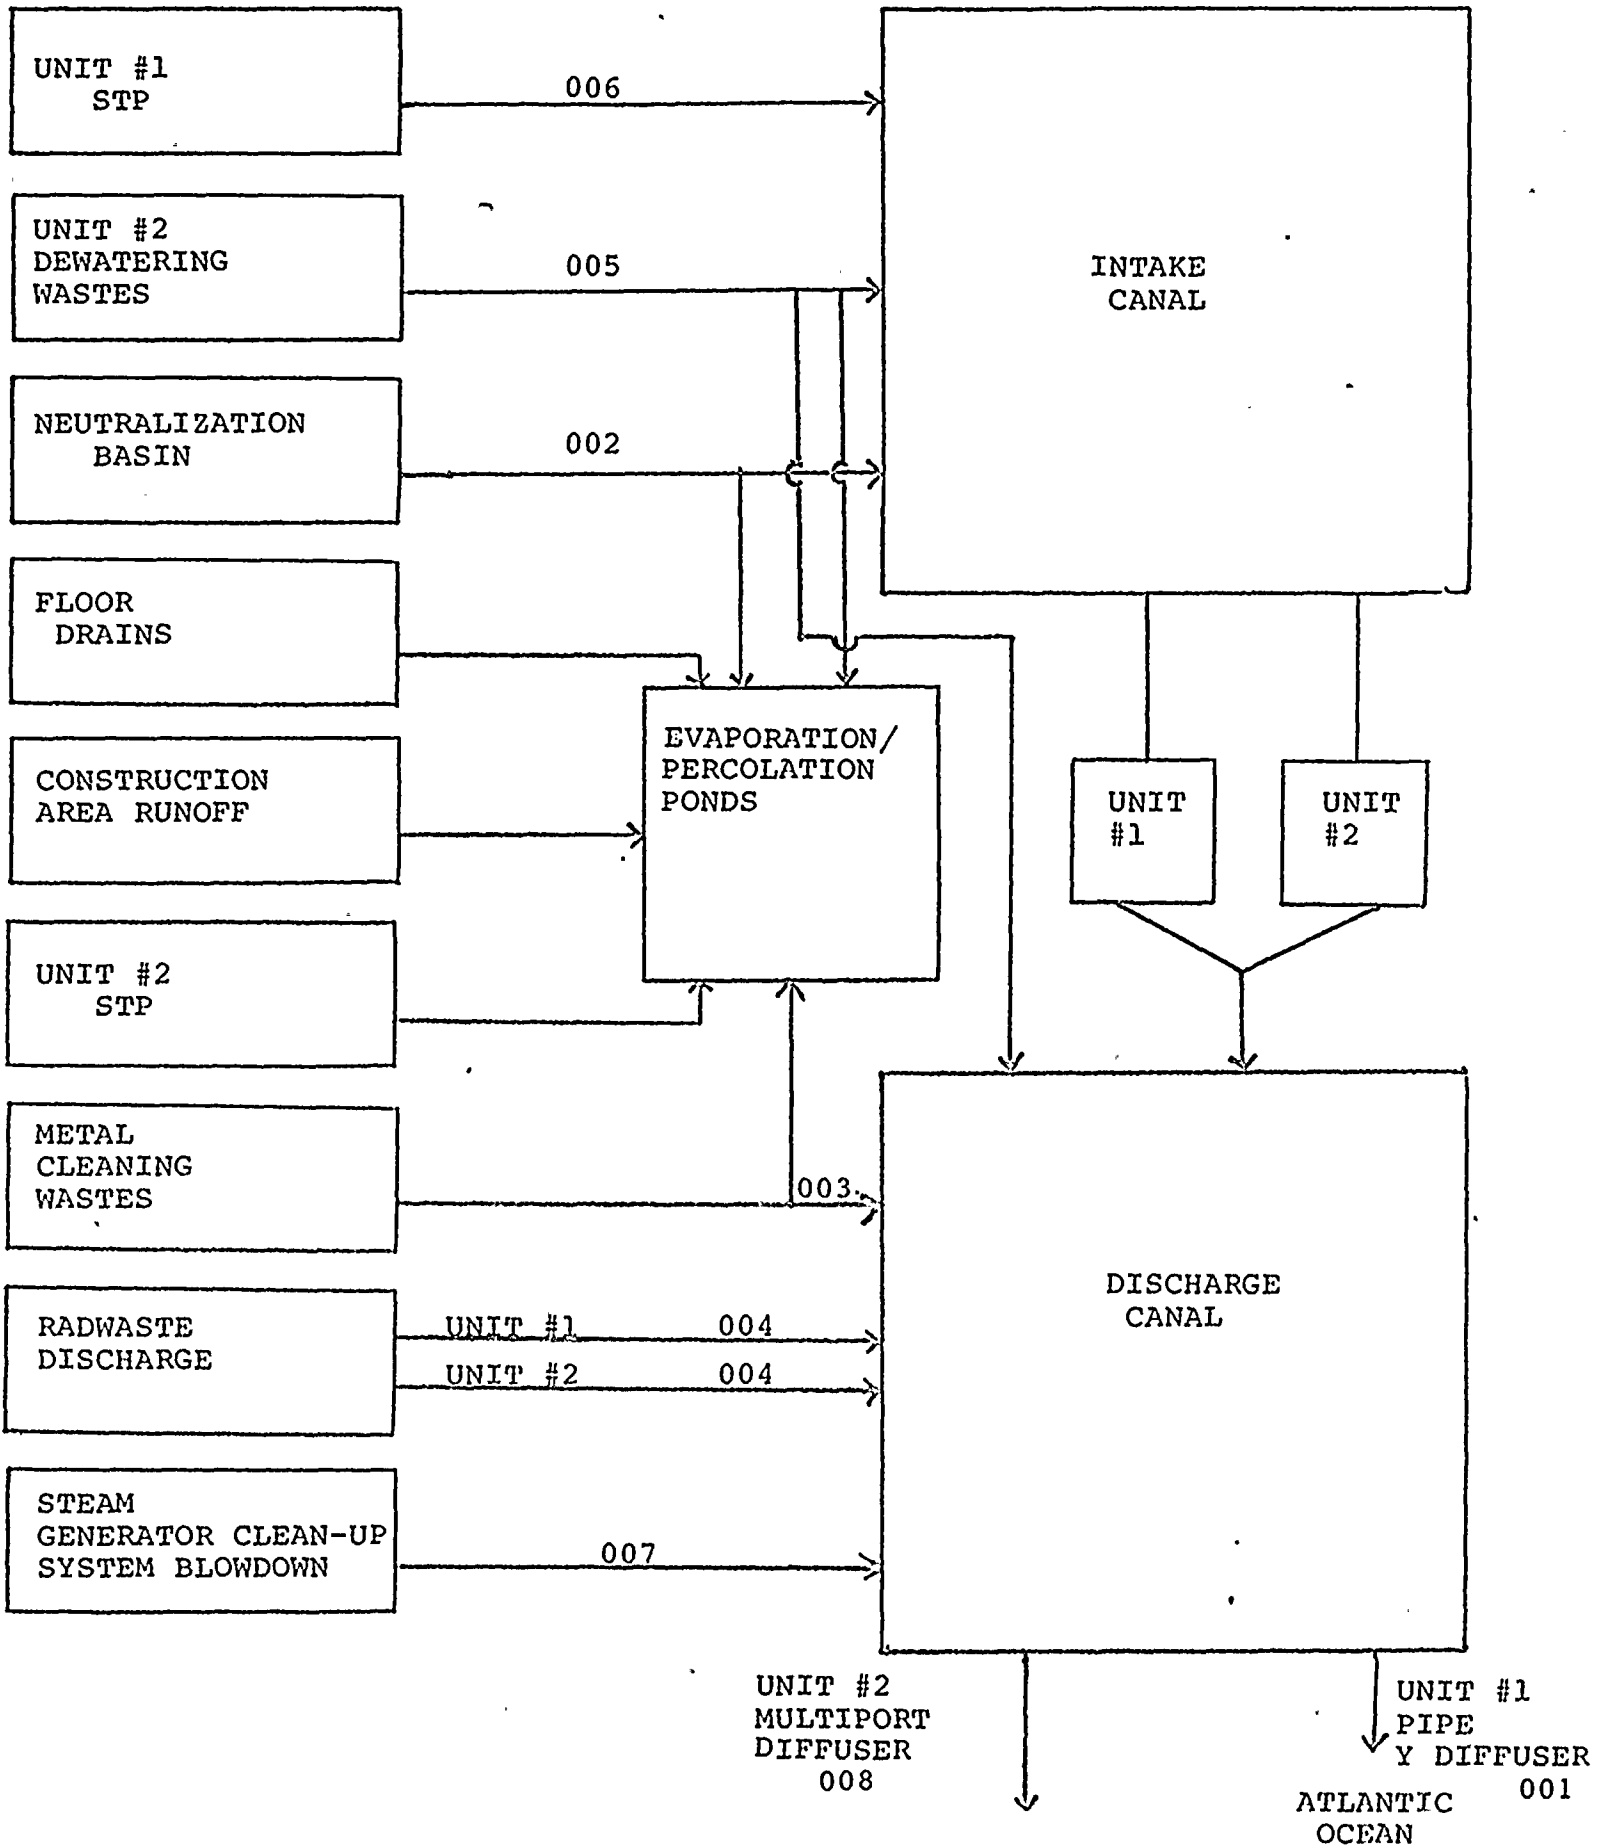 UNIT #1
STP
006
UNIT #2
DEWATERING
WASTES
005
INTAKE
CANAL
NEUTRALIZATION
BASIN
002
FLOOR
DRAINS
EVAPORATION/
PERCOLATION
PONDS
CONSTRUCTION
AREA RUNOFF
UNIT
#1
UNIT
#2
UNIT #2
STP
METAL
CLEANING
WASTES
003
DISCHARGE
CANAL
RADWASTE
DISCHARGE
UNIT #1 004
UNIT #2 004
STEAM
GENERATOR CLEAN-UP
SYSTEM BLOWDOWN
007
UNIT #2
MULTIPORT
DIFFUSER
008
UNIT #1
PIPE
Y DIFFUSER
001
ATLANTIC
OCEAN